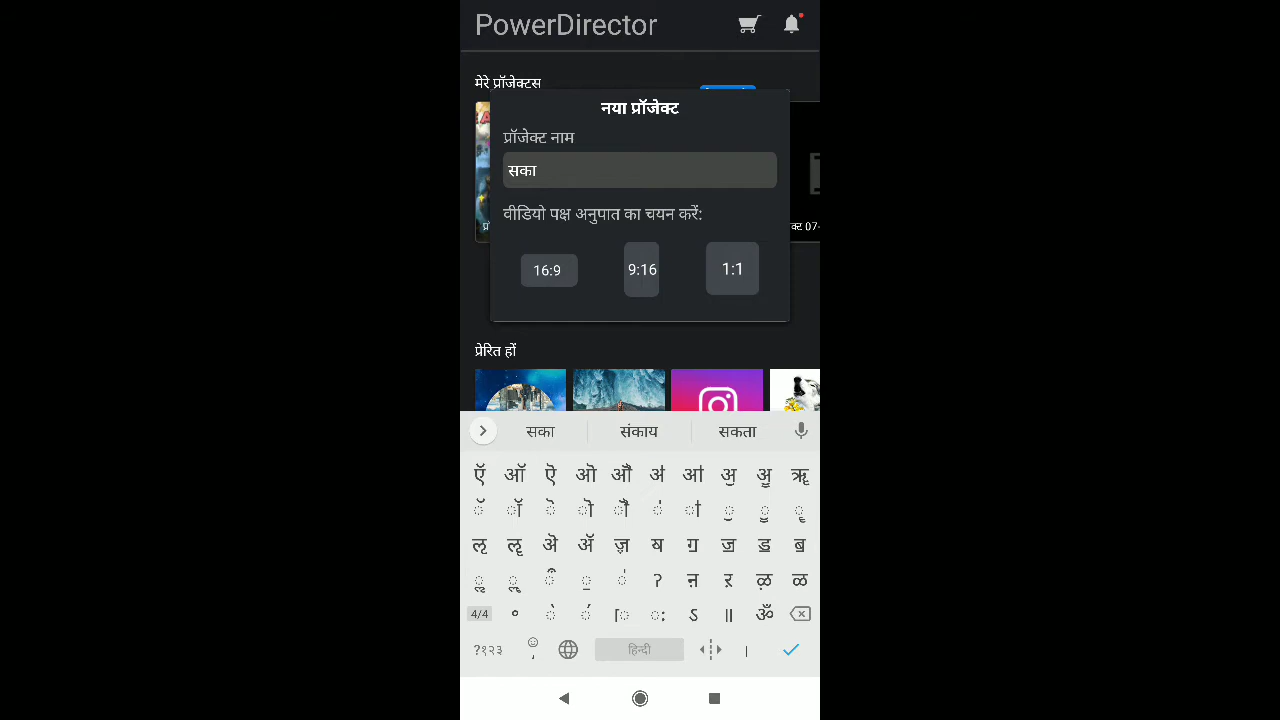 PowerDirector
मेरे प्रॉजेक्टस
नया प्रॉजेक्ट
प्रॉजेक्ट नाम
सका
वीडियो पक्ष अनुपात का चयन करें:
प्रॉ
क्ट 07-
16:9 9:16 1:1
प्रेरित हों
सका संकाय सकता
ऍ ऑ ऎ ऒ ऒॏ अ॑ आ॑ अॖ अॗ ॠ
ॅ ॉ ॆ ॊ ॏ ऺ ऻ ॖ ॗ ॄ
ऌ ॡ ऄ ॲ ॹ ॺ ॻ ॼ ॾ ॿ
ॢ ॣ ॕ ॒ ॑ ॽ ऩ ऱ ऴ ळ
4/4 ॰ ॓ ॔ ऽ ॥ ॐ
?१२३ , हिन्दी ।